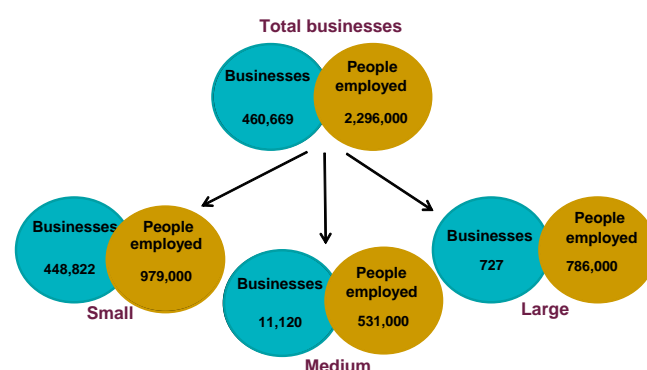 Total businesses
Businesses
460,669
People
employed
2,296,000
Businesses
448,822
People
employed
979,000
Small
Businesses
11,120
People
employed
531,000
Medium
Businesses
727
People
employed
786,000
Large